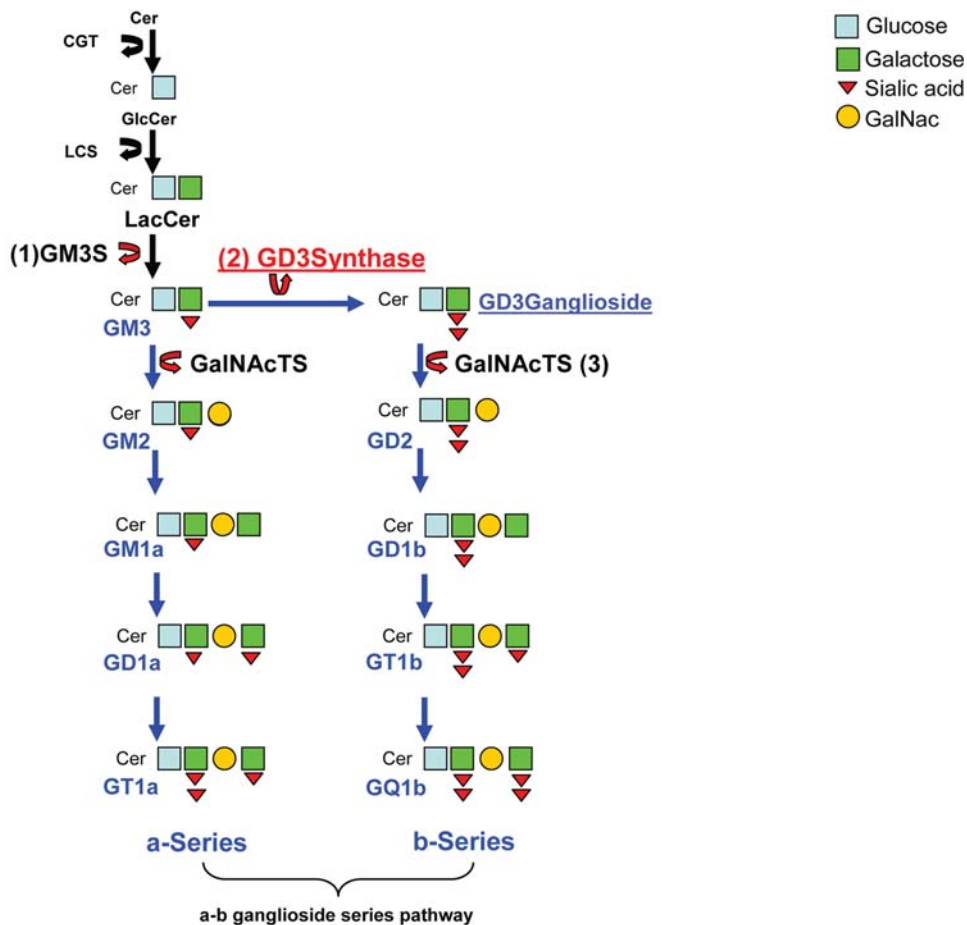 Cer
CGT
Cer
GlcCer
LCS
Cer
LacCer
(1)GM3S
(2) GD3Synthase
Cer
GM3
Cer
GD3Ganglioside
GalNAcTS
GalNAcTS (3)
Cer
GM2
Cer
GD2
Cer
GM1a
Cer
GD1b
Cer
GD1a
Cer
GT1b
Cer
GT1a
Cer
GQ1b
a-Series
b-Series
a-b ganglioside series pathway
Glucose
Galactose
Sialic acid
GalNac